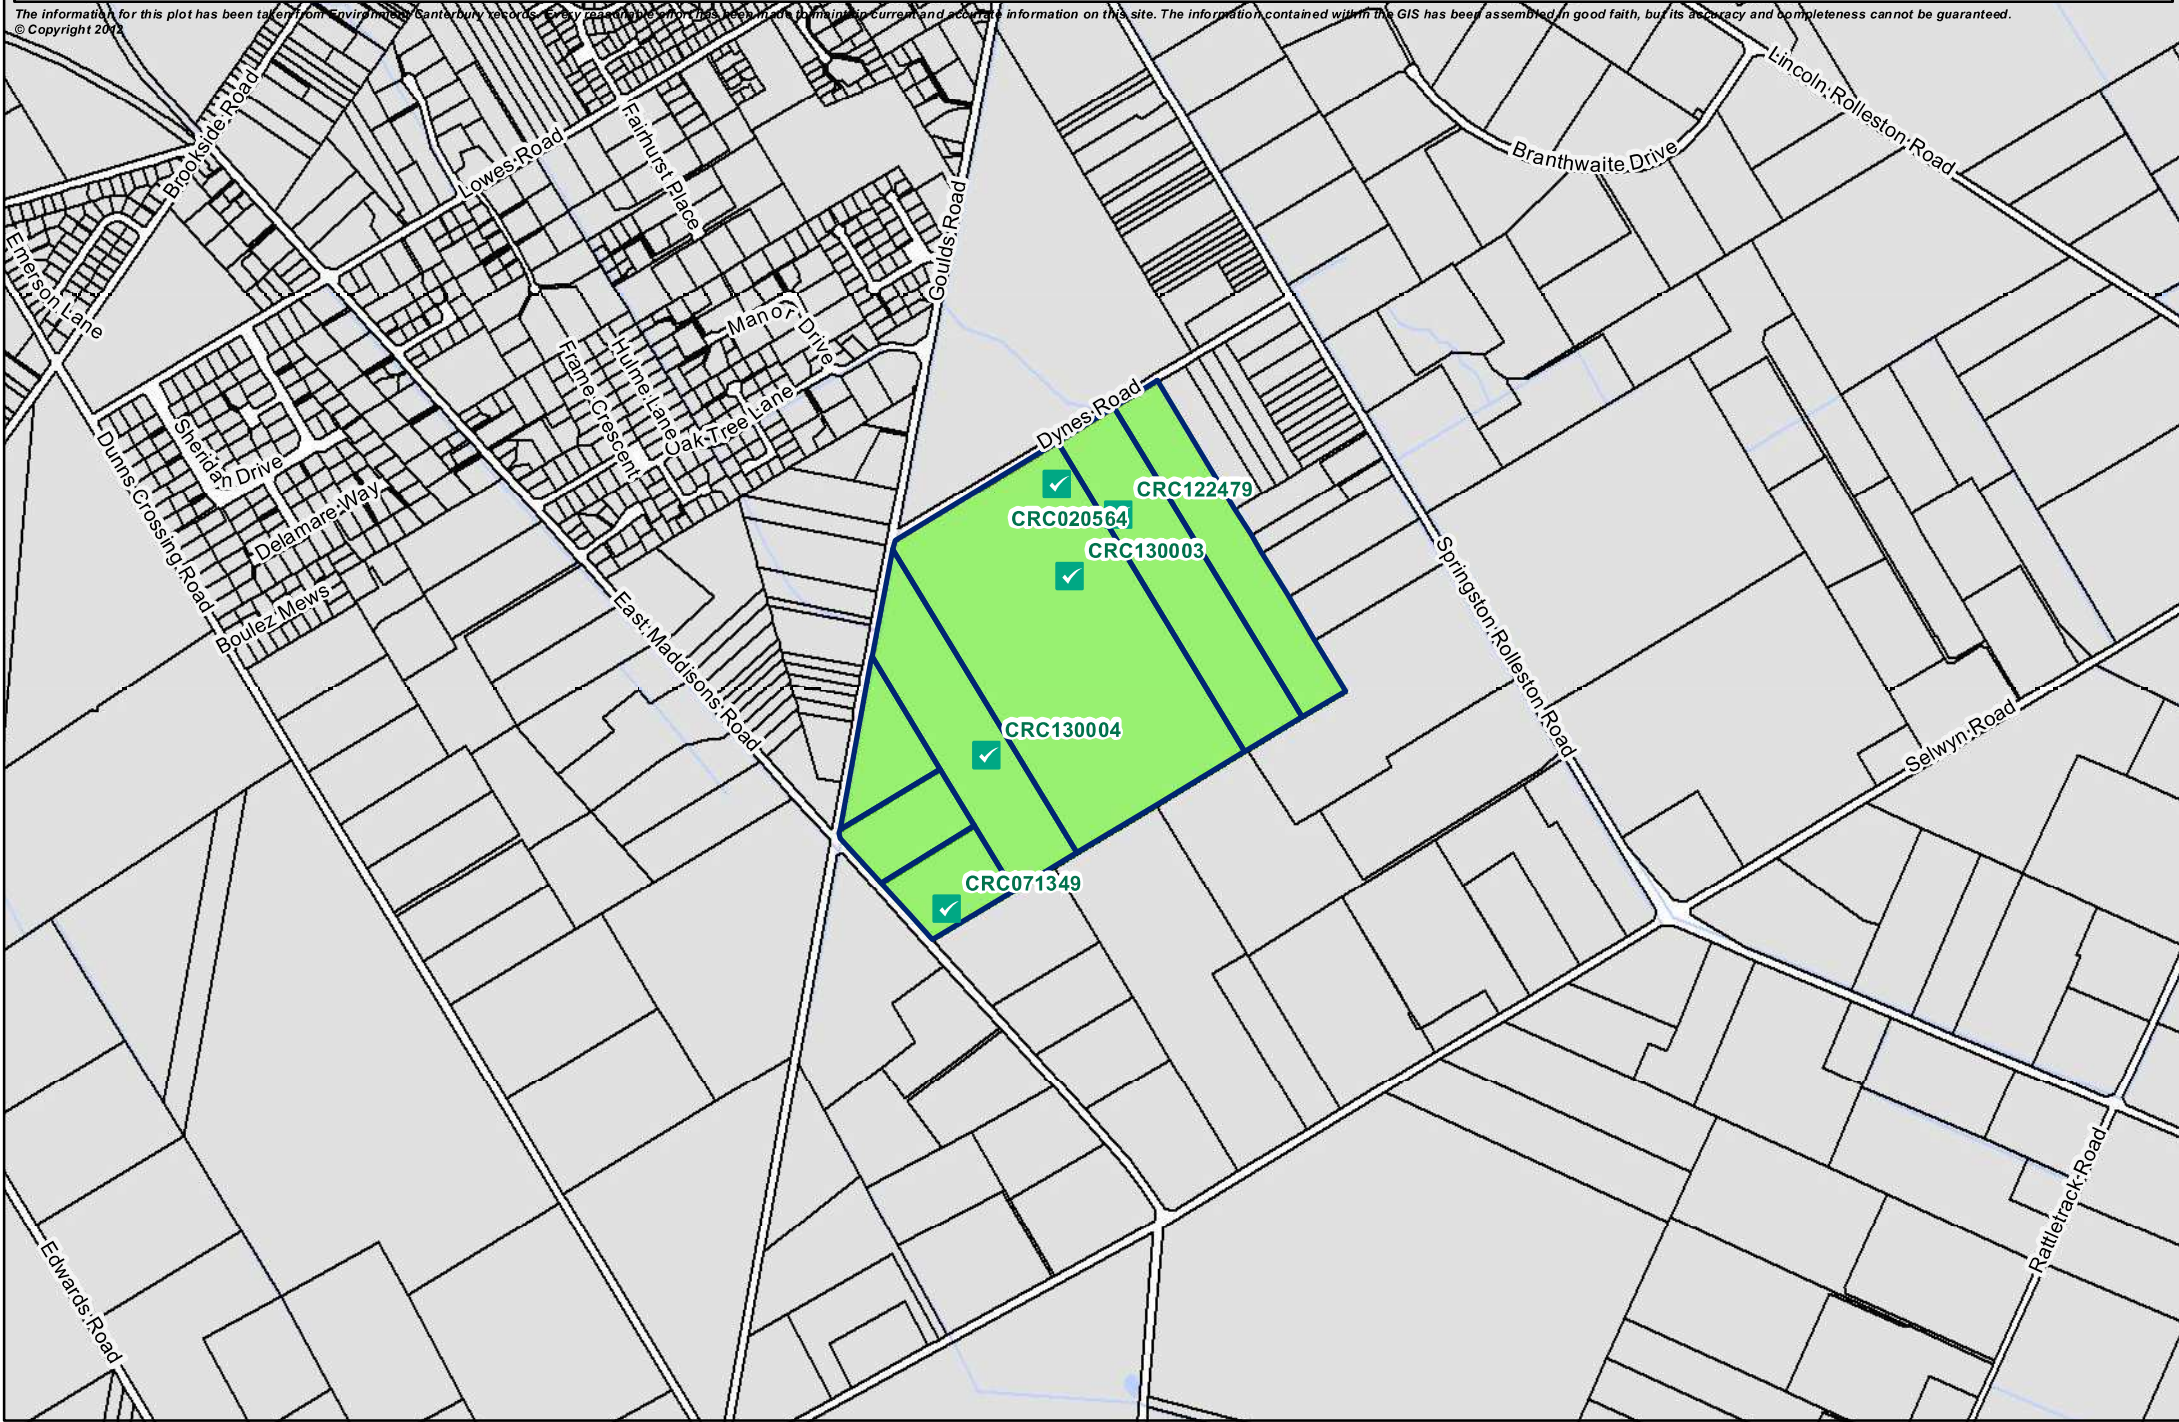 The information for this plot has been taken from Environment Canterbury records. Every reasonable effort has been made to maintain current and accurate information on this site. The information contained within the GIS has been assembled in good faith, but its accuracy and completeness cannot be guaranteed.
© Copyright 2012
Lincoln Rolleston Road
Brookside Road
Fairhurst Place
Lowes Road
Branthwaite Drive
Goulds Road
Emerson Lane
Manor Drive
Frame Crescent
Hulme Lane
Oak Tree Lane
Dynes Road
Sheridan Drive
Dunns Crossing Road
Delamare Way
CRC122479
CRC020564
CRC130003
Springston Rolleston Road
Boulez Mews
East Maddisons Road
CRC130004
Selwyn Road
CRC071349
Rattletrack Road
Edwards Road